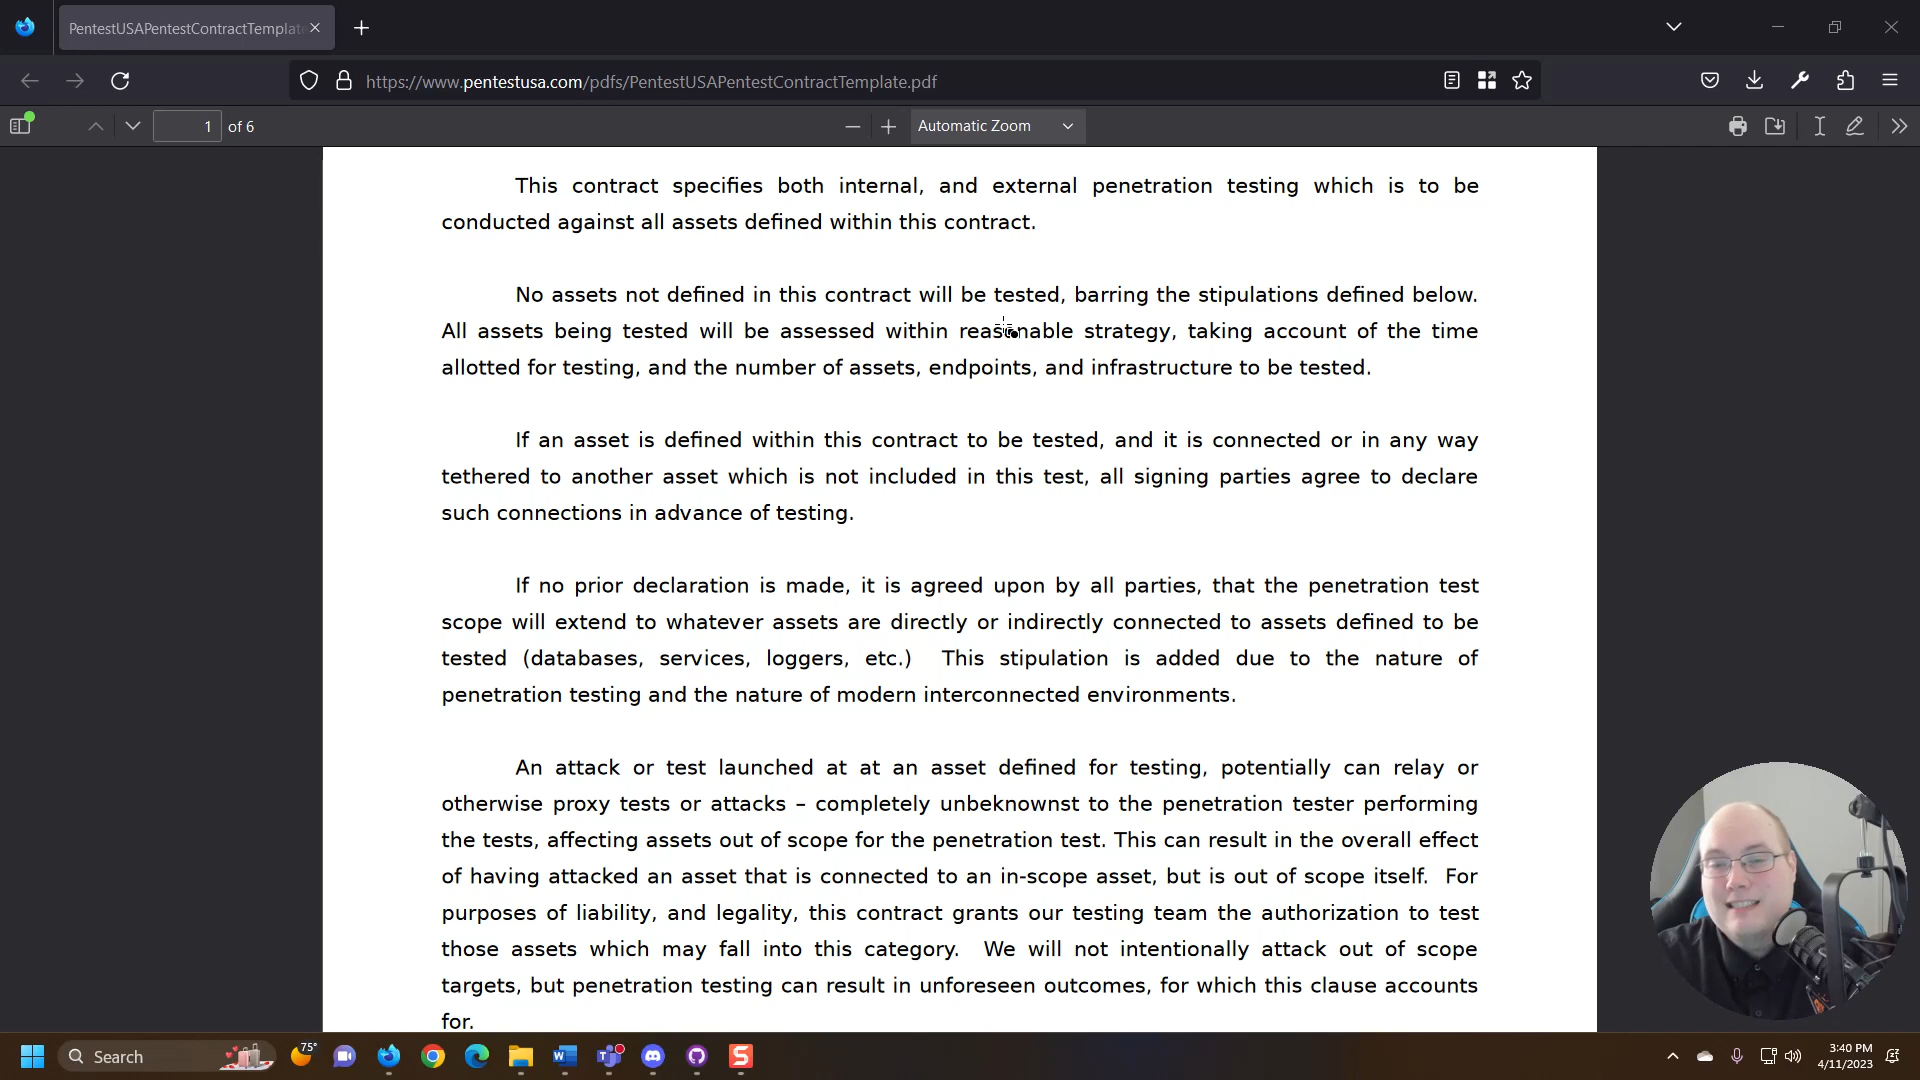 PentestUSAPentestContractTemplat
https://www.pentestusa.com/pdfs/PentestUSAPentestContractTemplate.pdf
1 of 6
Automatic Zoom
This contract specifies both internal, and external penetration testing which is to be
conducted against all assets defined within this contract.
No assets not defined in this contract will be tested, barring the stipulations defined below.
All assets being tested will be assessed within reasonable strategy, taking account of the time
allotted for testing, and the number of assets, endpoints, and infrastructure to be tested.
If an asset is defined within this contract to be tested, and it is connected or in any way
tethered to another asset which is not included in this test, all signing parties agree to declare
such connections in advance of testing.
If no prior declaration is made, it is agreed upon by all parties, that the penetration test
scope will extend to whatever assets are directly or indirectly connected to assets defined to be
tested (databases, services, loggers, etc.) This stipulation is added due to the nature of
penetration testing and the nature of modern interconnected environments.
An attack or test launched at at an asset defined for testing, potentially can relay or
otherwise proxy tests or attacks – completely unbeknownst to the penetration tester performing
the tests, affecting assets out of scope for the penetration test. This can result in the overall effect
of having attacked an asset that is connected to an in-scope asset, but is out of scope itself. For
purposes of liability, and legality, this contract grants our testing team the authorization to test
those assets which may fall into this category. We will not intentionally attack out of scope
targets, but penetration testing can result in unforeseen outcomes, for which this clause accounts
for.
Search
75°
3:40 PM
4/11/2023